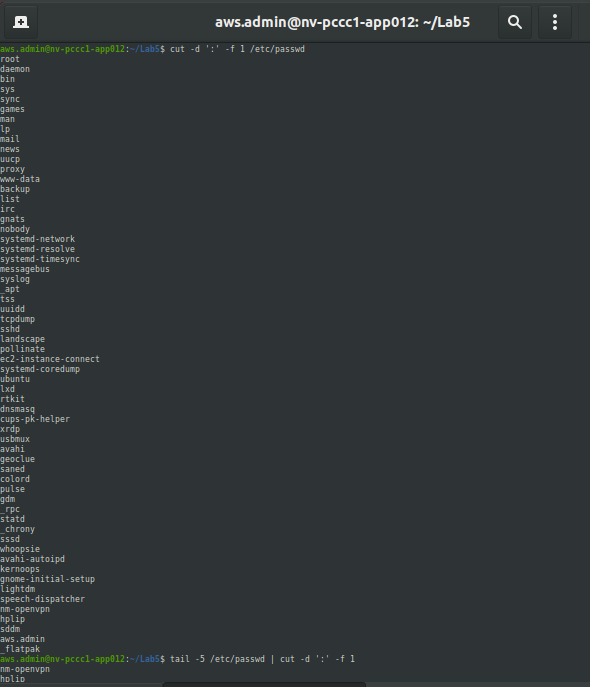 aws.admin@nv-pccc1-app012: ~/Lab5
aws.admin@nv-pccc1-app012:~/Lab5$ cut -d ':' -f 1 /etc/passwd
root
daemon
bin
sys
sync
games
man
lp
mail
news
uucp
proxy
www-data
backup
list
irc
gnats
nobody
systemd-network
systemd-resolve
systemd-timesync
messagebus
syslog
_apt
tss
uuidd
tcpdump
sshd
landscape
pollinate
ec2-instance-connect
systemd-coredump
ubuntu
lxd
rtkit
dnsmasq
cups-pk-helper
xrdp
usbmux
avahi
geoclue
saned
colord
pulse
gdm
_rpc
statd
_chrony
sssd
whoopsie
avahi-autoipd
kernoops
gnome-initial-setup
lightdm
speech-dispatcher
nm-openvpn
hplip
sddm
aws.admin
_flatpak
aws.admin@nv-pccc1-app012:~/Lab5$ tail -5 /etc/passwd | cut -d ':' -f 1
nm-openvpn
hplip